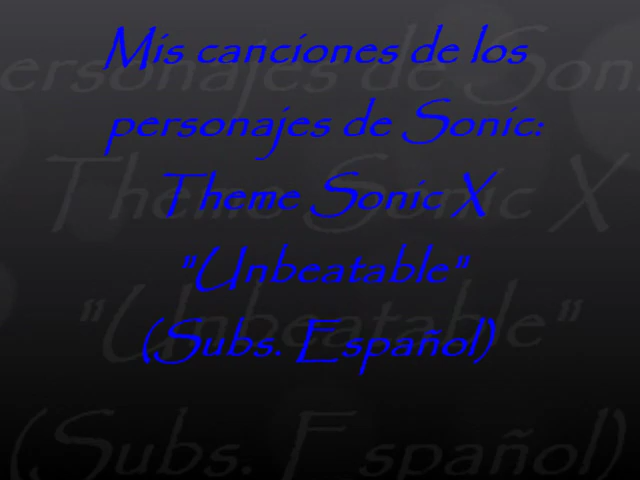 Mis canciones de los
personajes de Sonic:
Theme Sonic X
"Unbeatable"
(Subs. Español)